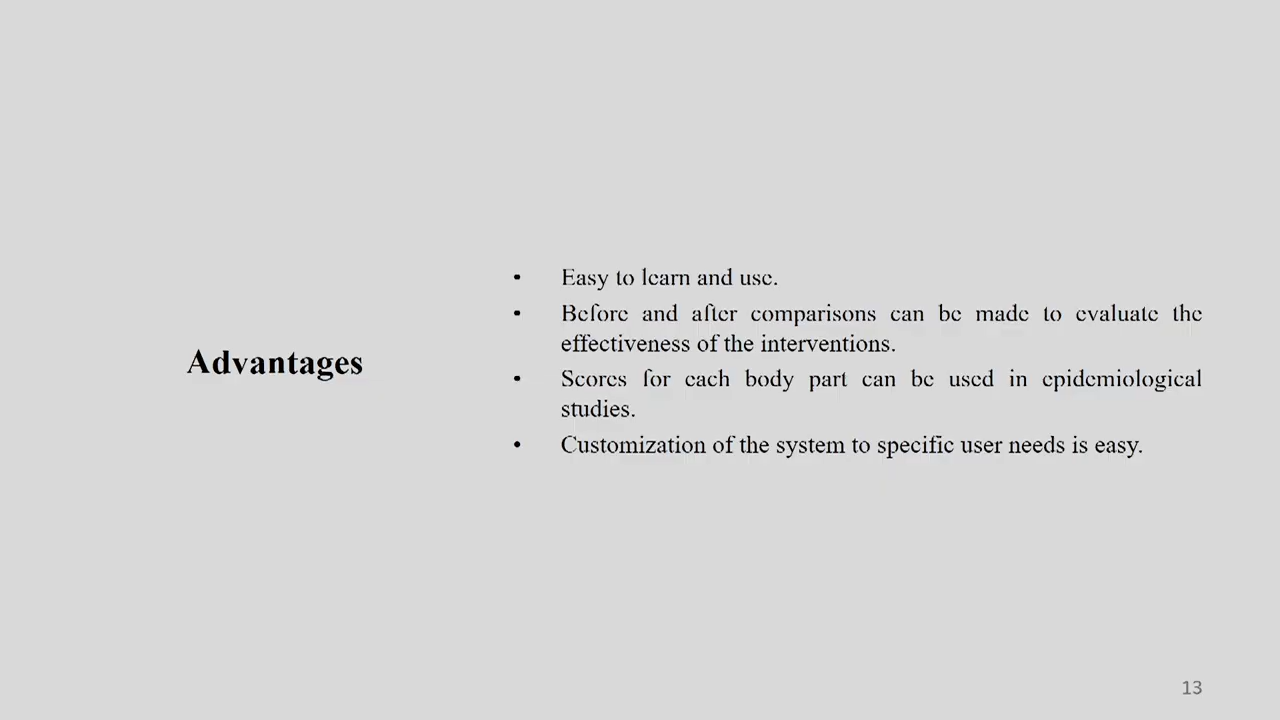 Advantages
• Easy to learn and use.
• Before and after comparisons can be made to evaluate the
effectiveness of the interventions.
• Scores for each body part can be used in epidemiological
studies.
• Customization of the system to specific user needs is easy.
13